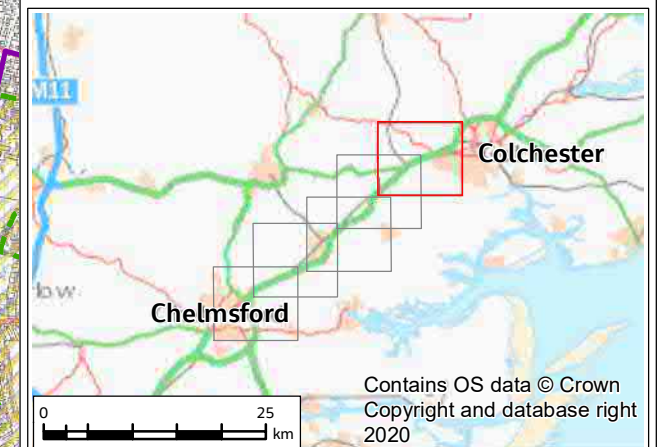 M11
Colchester
Chelmsford
Contains OS data © Crown
Copyright and database right
2020
0 25
km